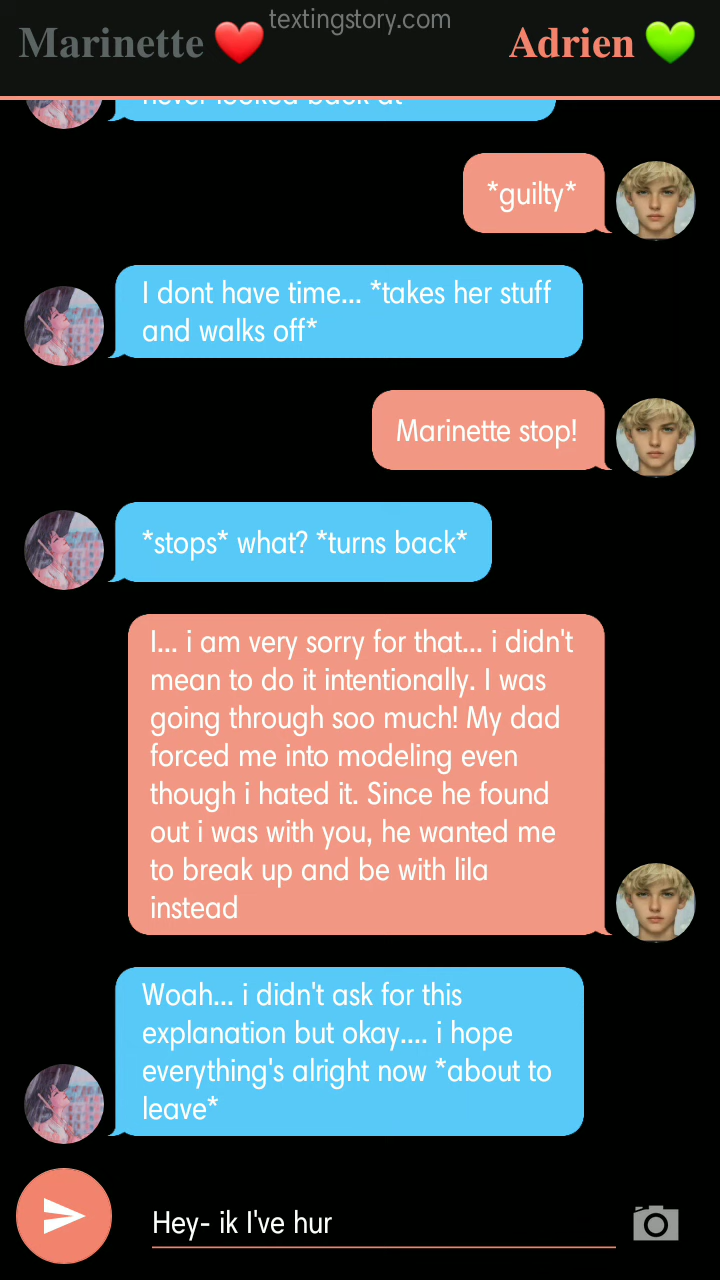 textingstory.com
Marinette ❤️
Adrien 💚
never looked back at
*guilty*
I dont have time... *takes her stuff
and walks off*
Marinette stop!
*stops* what? *turns back*
I... i am very sorry for that... i didn't
mean to do it intentionally. I was
going through soo much! My dad
forced me into modeling even
though i hated it. Since he found
out i was with you, he wanted me
to break up and be with lila
instead
Woah... i didn't ask for this
explanation but okay.... i hope
everything's alright now *about to
leave*
Hey- ik I've hur